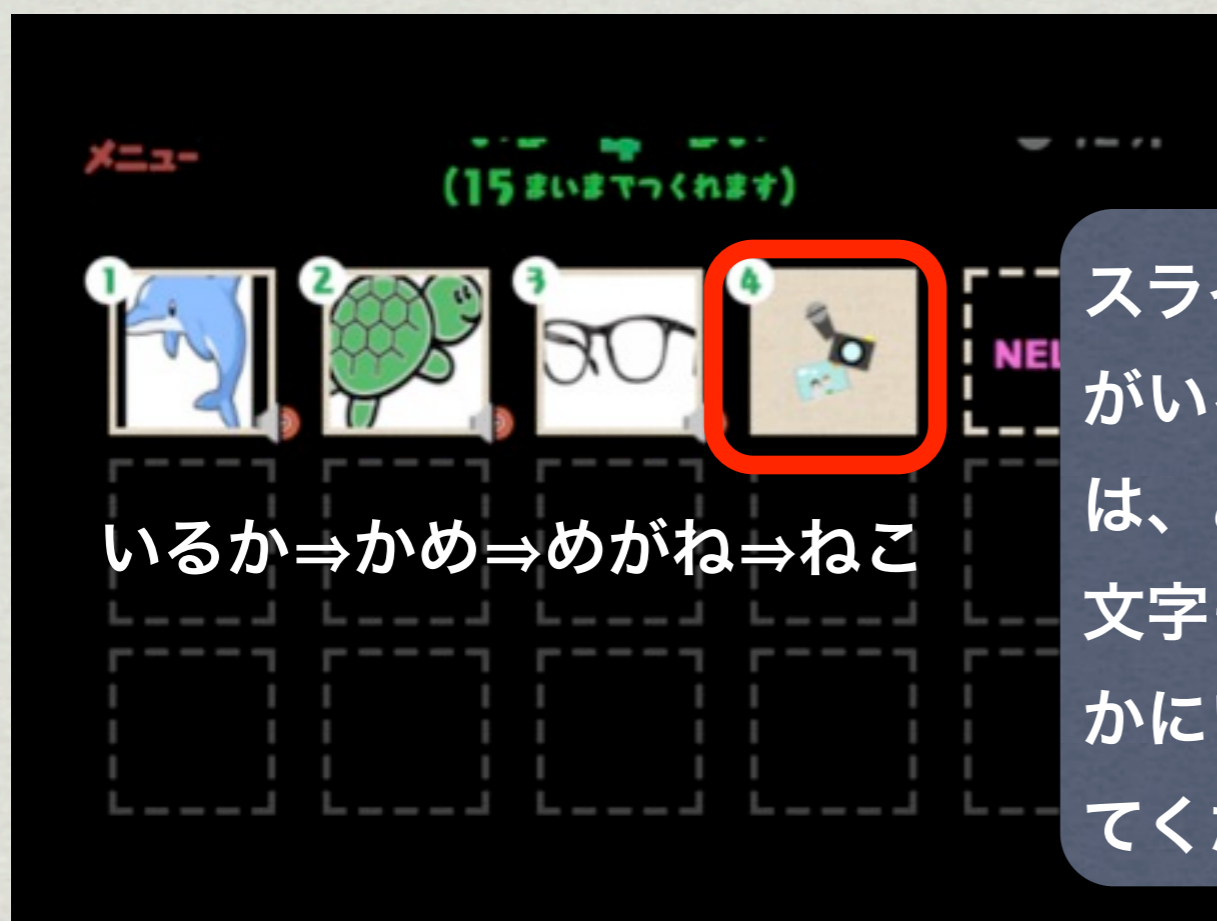 メニュー
(15まいまでつくれます)
1
2
3
4
NEL
いるか⇒かめ⇒めがね⇒ねこ
スラ
がい
は、
文字
かに
てく